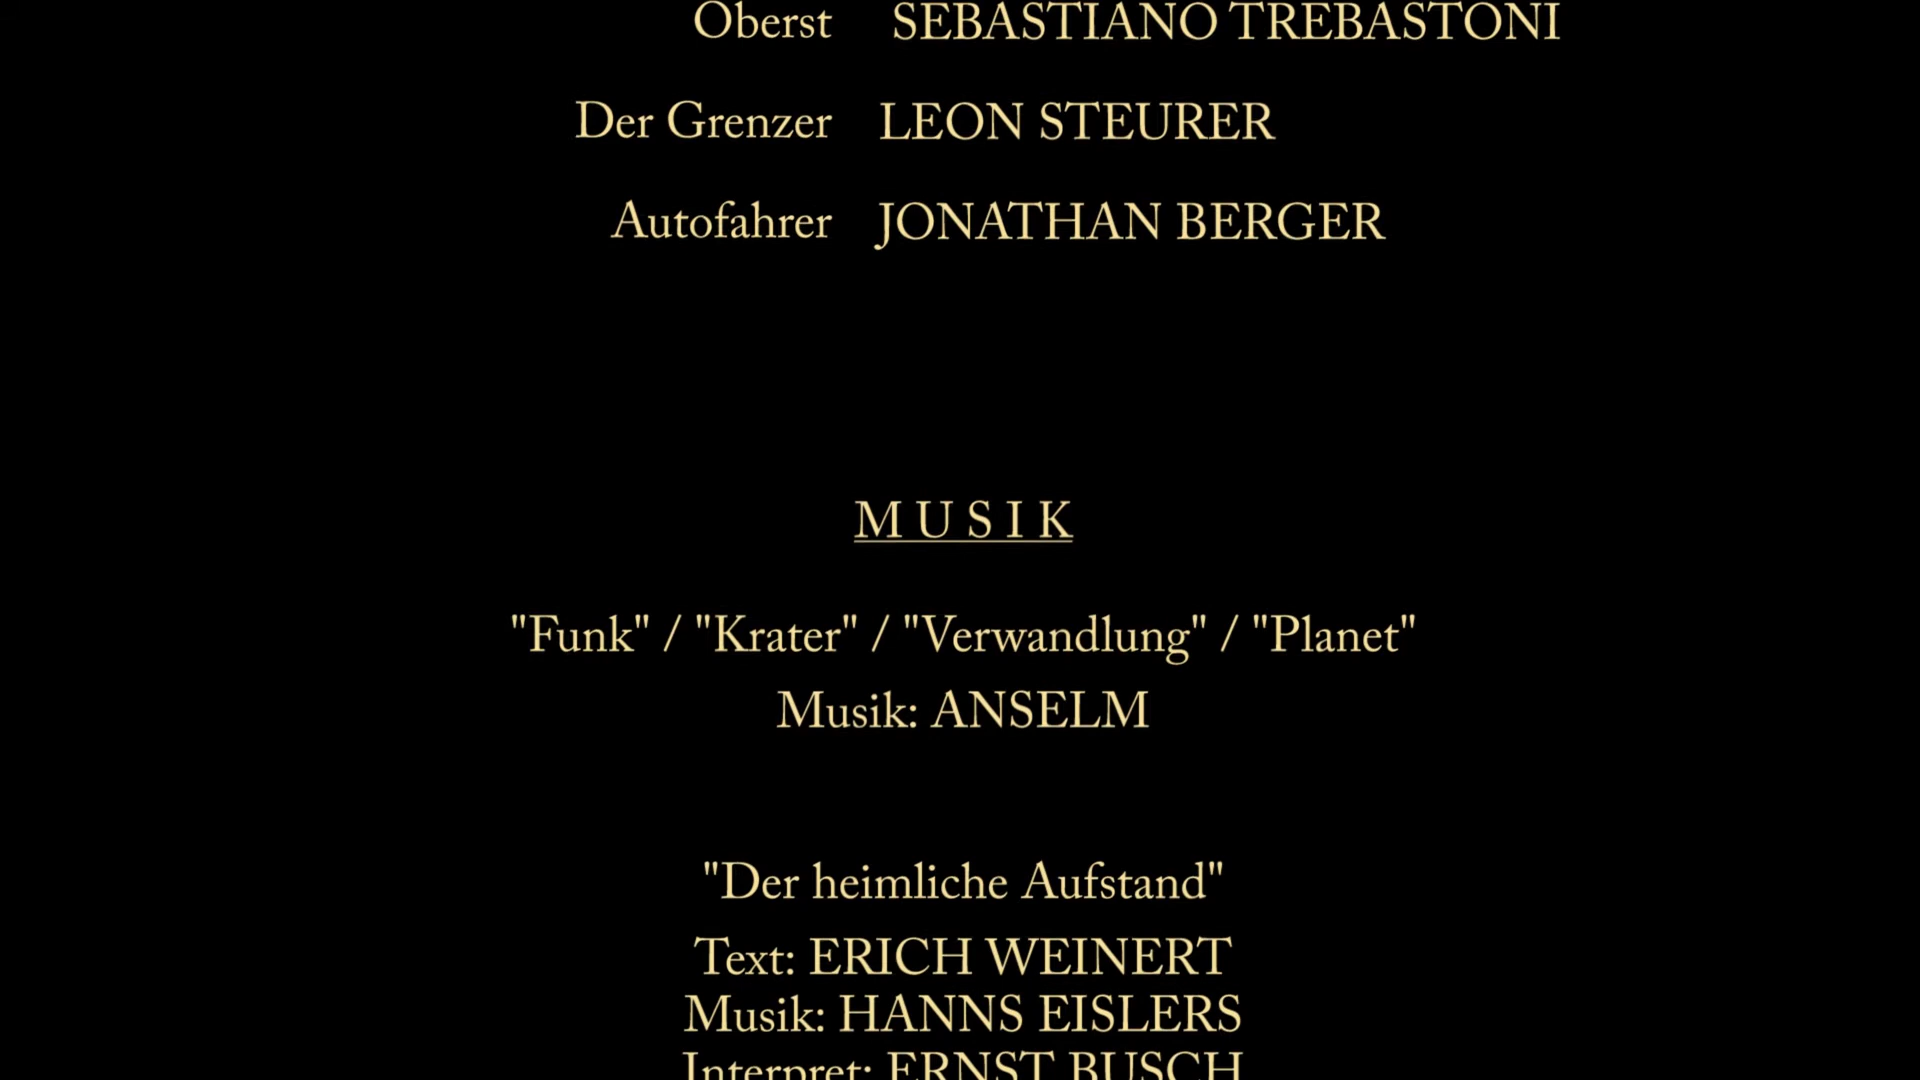 Oberst SEBASTIANO TREBASTONI
Der Grenzer LEON STEURER
Autofahrer JONATHAN BERGER
MUSIK
"Funk" / "Krater" / "Verwandlung" / "Planet"
Musik: ANSELM
"Der heimliche Aufstand"
Text: ERICH WEINERT
Musik: HANNS EISLERS
Interpret: ERNST BUSCH